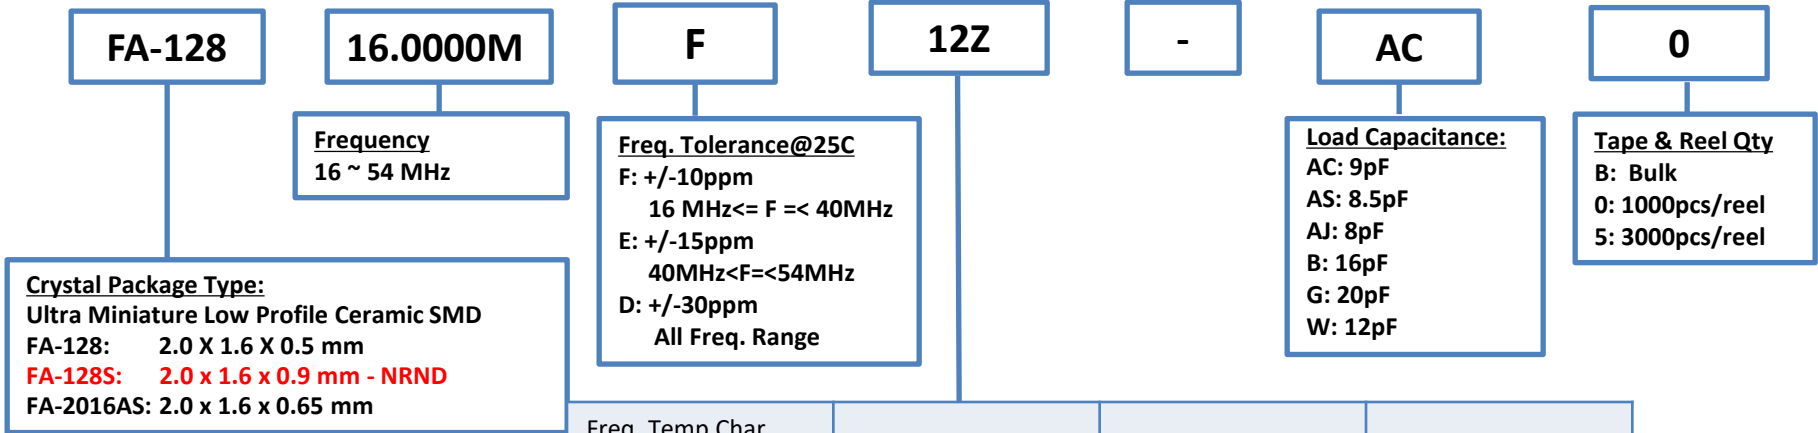 FA-128
16.0000M
F
12Z
-
AC
0
Frequency
16 ~ 54 MHz
Freq. Tolerance@25C
F: +/-10ppm
16 MHz<= F =< 40MHz
E: +/-15ppm
40MHz<F=<54MHz
D: +/-30ppm
All Freq. Range
Load Capacitance:
AC: 9pF
AS: 8.5pF
AJ: 8pF
B: 16pF
G: 20pF
W: 12pF
Tape & Reel Qty
B: Bulk
0: 1000pcs/reel
5: 3000pcs/reel
Crystal Package Type:
Ultra Miniature Low Profile Ceramic SMD
FA-128: 2.0 X 1.6 X 0.5 mm
FA-128S: 2.0 x 1.6 x 0.9 mm - NRND
FA-2016AS: 2.0 x 1.6 x 0.65 mm
Freq. Temp Char